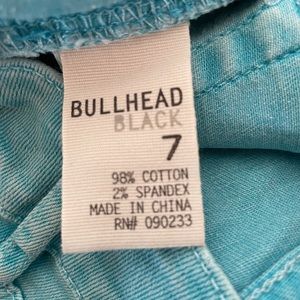 BULLHEAD
BLACK
7
98% COTTON
2% SPANDEX
MADE IN CHINA
RN# 090233